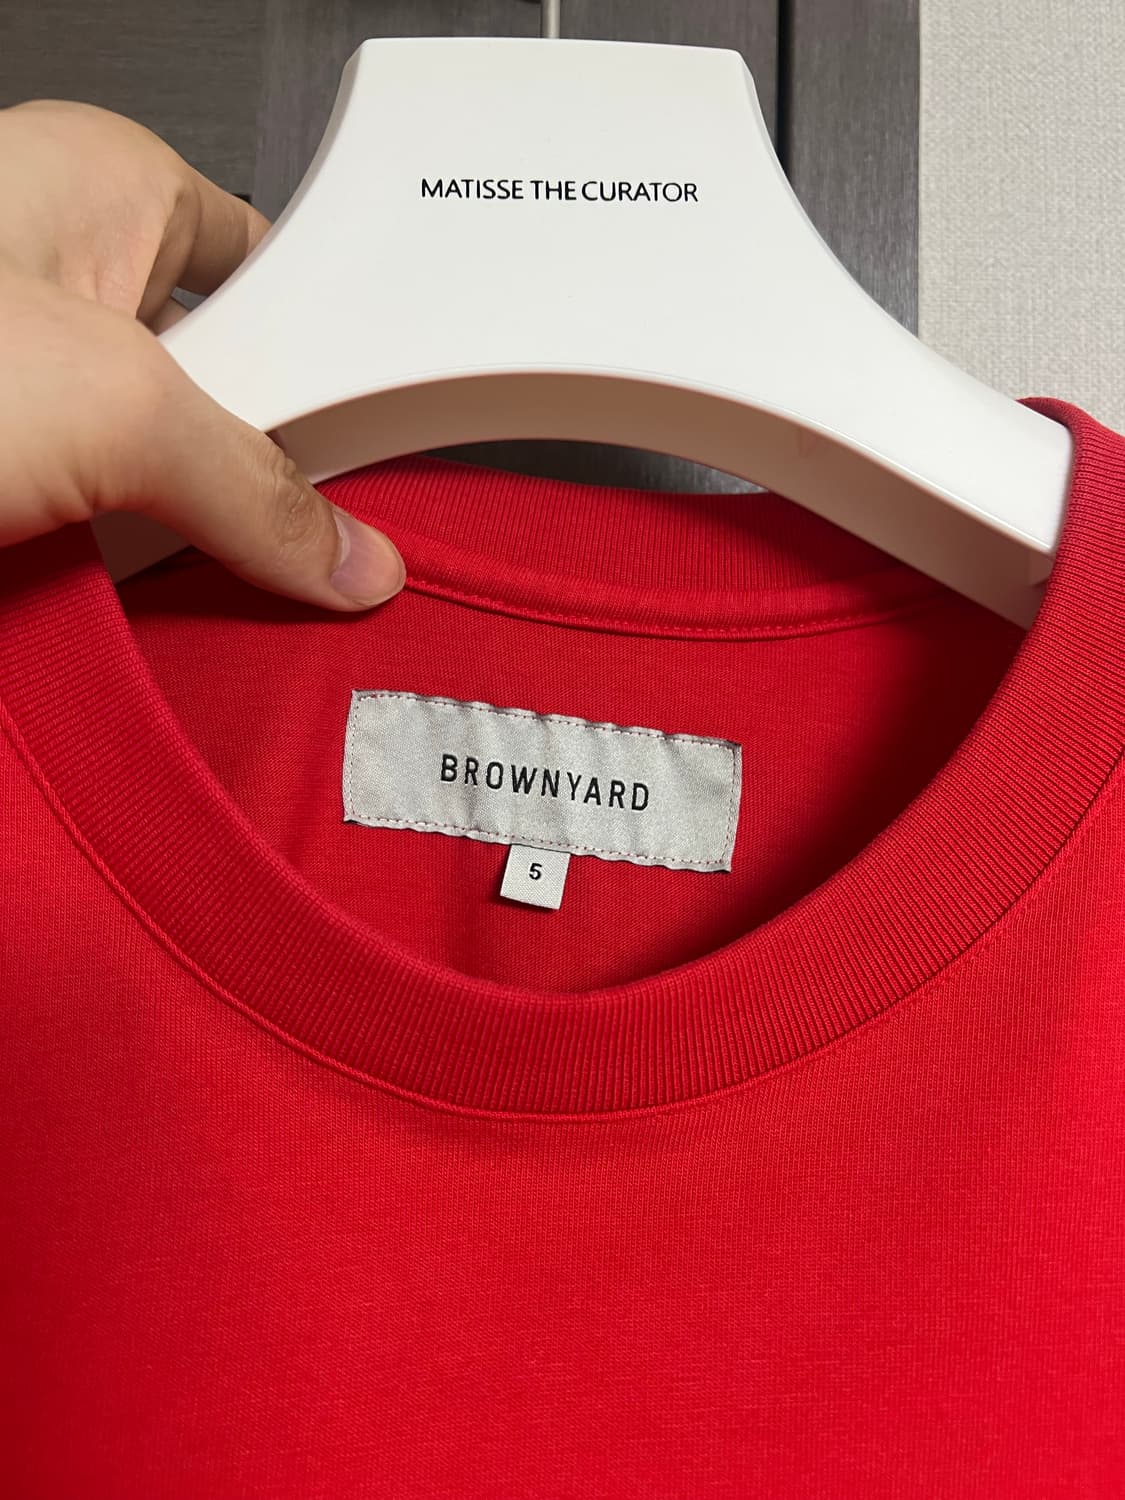 MATISSE THE CURATOR
BROWNYARD
5